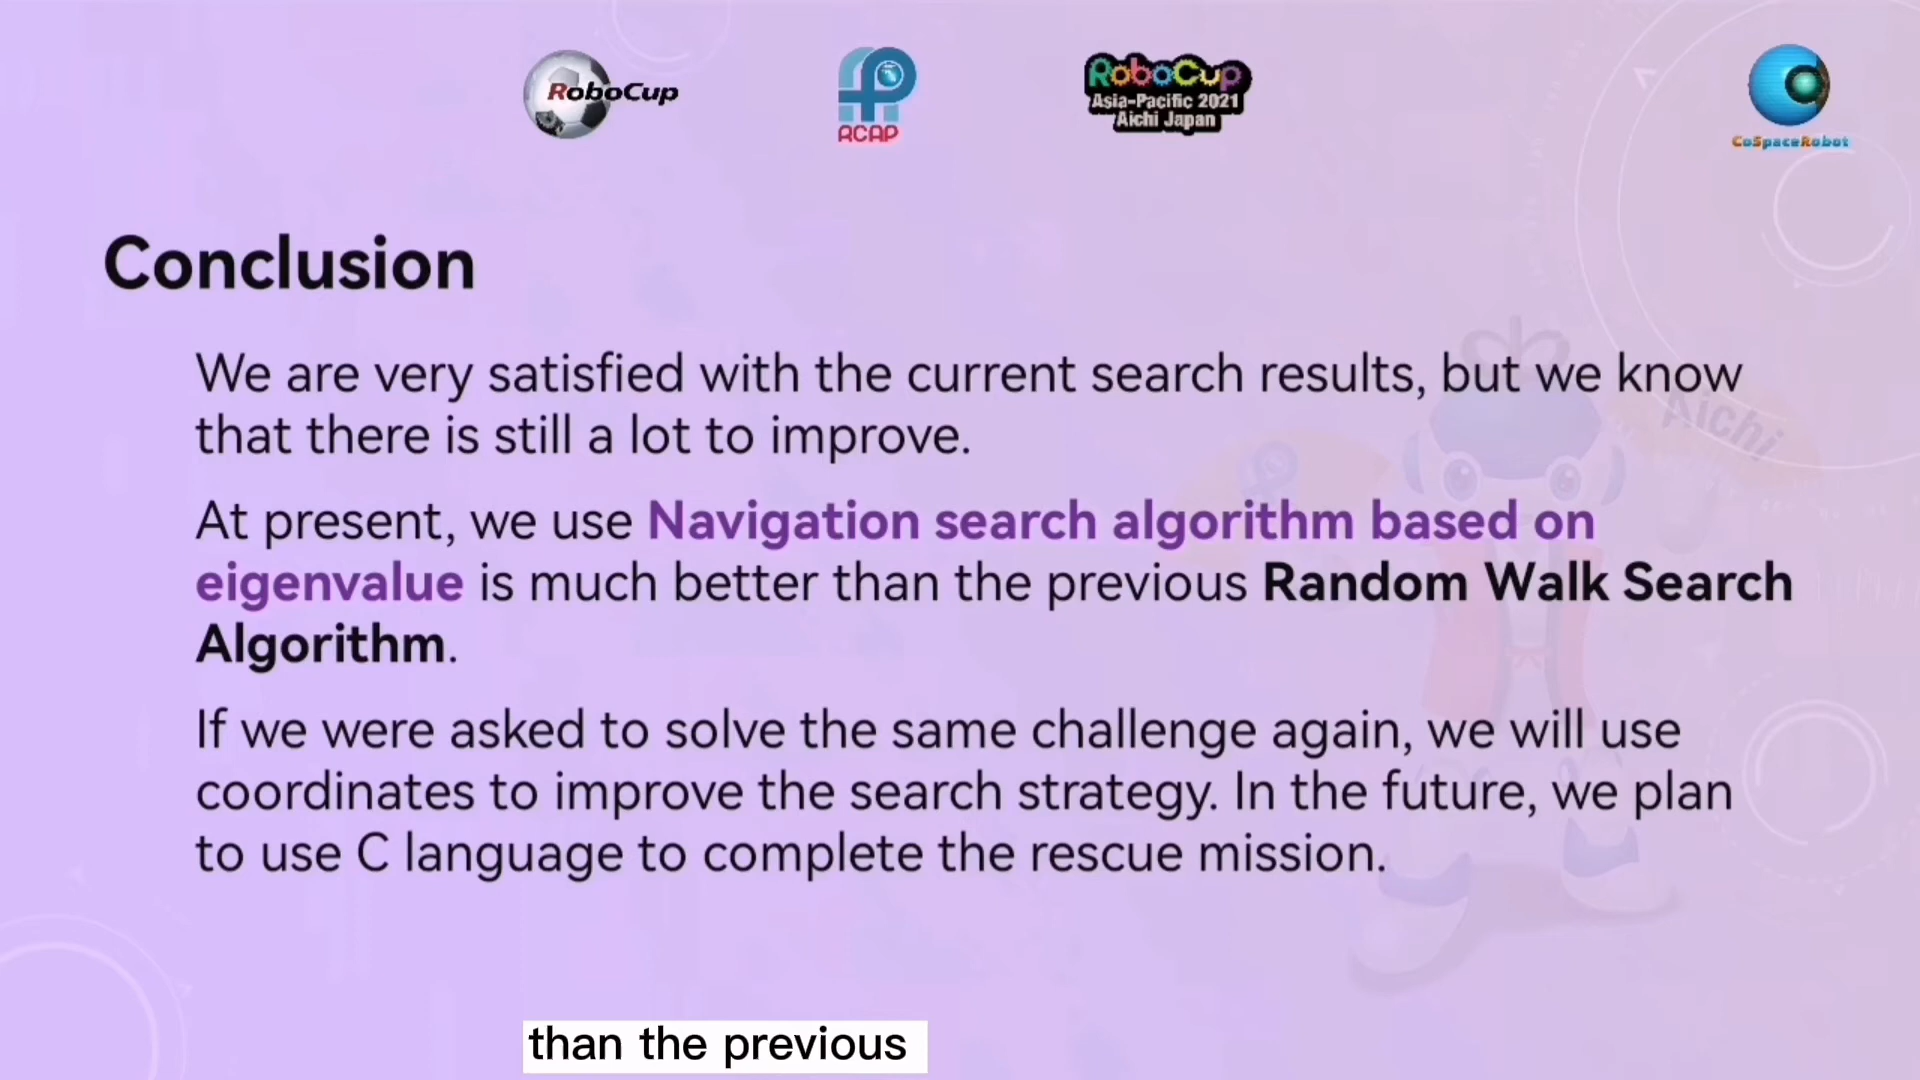 RoboCup
RCAP
RoboCup
Asia-Pacific 2021
Aichi Japan
CoSpaceRobot
Conclusion
We are very satisfied with the current search results, but we know
that there is still a lot to improve.
Aichi
At present, we use Navigation search algorithm based on
eigenvalue is much better than the previous Random Walk Search
Algorithm.
If we were asked to solve the same challenge again, we will use
coordinates to improve the search strategy. In the future, we plan
to use C language to complete the rescue mission.
than the previous